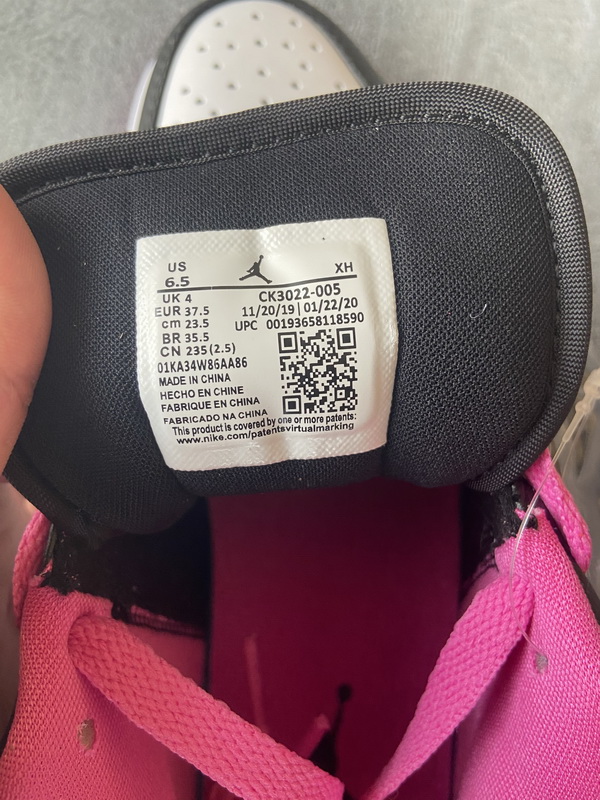 US XH
6.5
UK 4 CK3022-005
EUR 37.5 11/20/19 | 01/22/20
cm 23.5 UPC 00193658118590
BR 35.5
CN 235(2.5)
01KA34W86AA86
MADE IN CHINA
HECHO EN CHINE
FABRIQUE EN CHINA
FABRICADO NA CHINA
This product is covered by one or more patents:
www.nike.com/patentsvirtualmarking